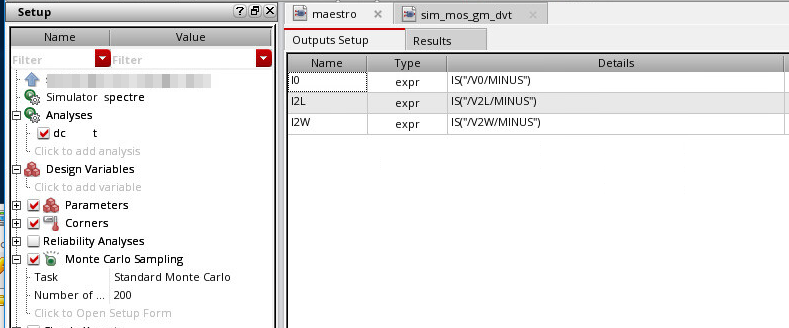 Setup
Name Value
Filter Filter
Simulator spectre
Analyses
dc t
Click to add analysis
Design Variables
Click to add variable
Parameters
Corners
Reliability Analyses
Monte Carlo Sampling
Task Standard Monte Carlo
Number of ... 200
Click to Open Setup Form
maestro sim_mos_gm_dvt
Outputs Setup Results
Name Type Details
I0 expr IS("/V0/MINUS")
I2L expr IS("/V2L/MINUS")
I2W expr IS("/V2W/MINUS")